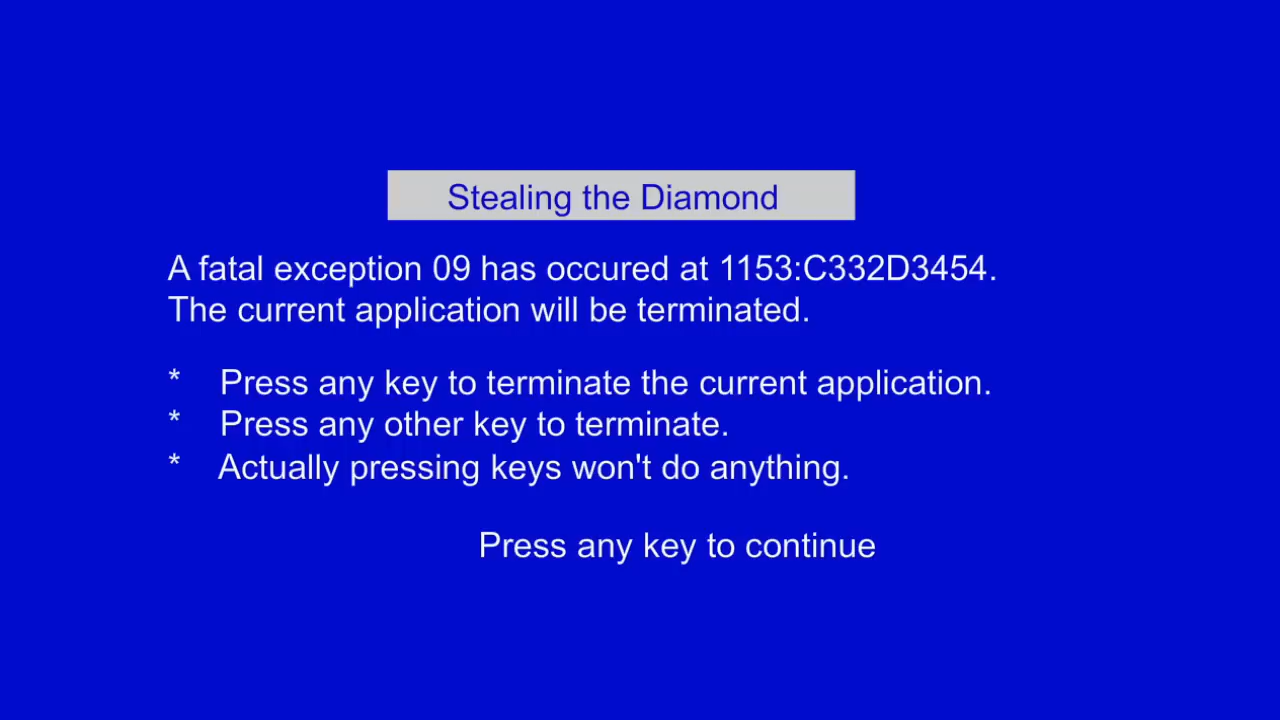 Stealing the Diamond
A fatal exception 09 has occured at 1153:C332D3454.
The current application will be terminated.
* Press any key to terminate the current application.
* Press any other key to terminate.
* Actually pressing keys won't do anything.
Press any key to continue